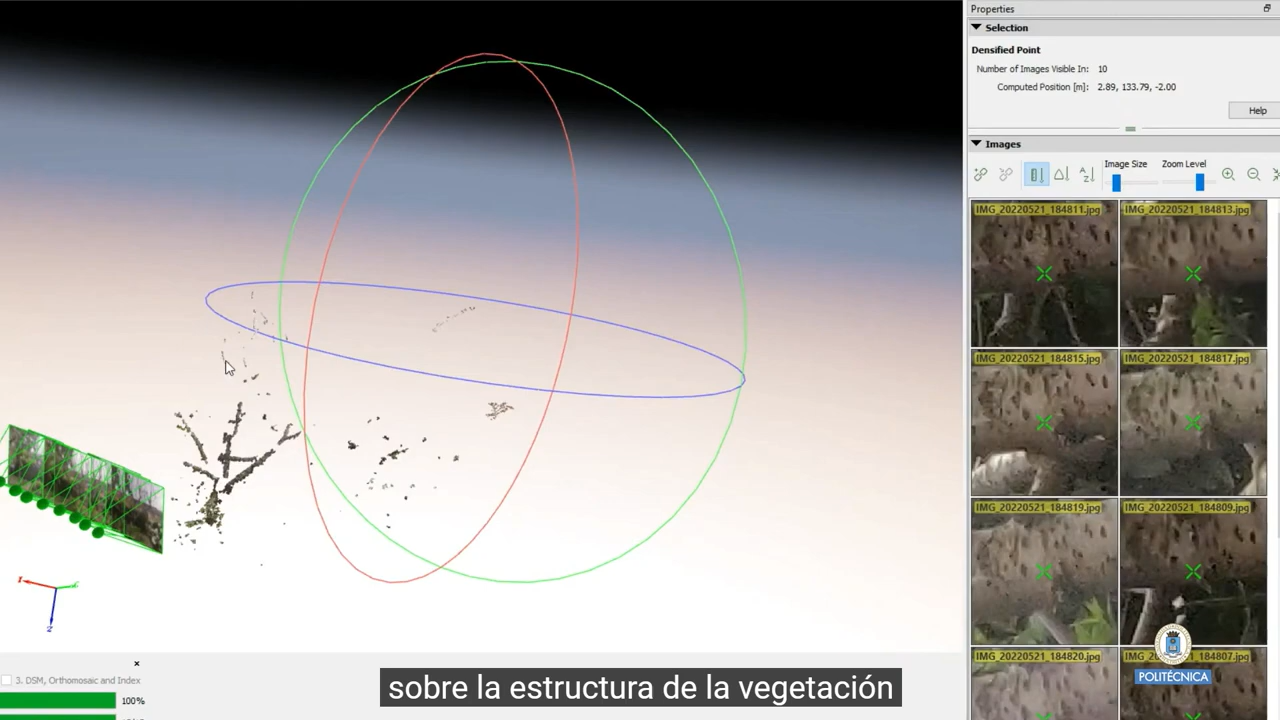 Properties
Selection
Densified Point
Number of Images Visible In: 10
Computed Position [m]: 2.89, 133.79, -2.00
Help
Images
Image Size Zoom Level
IMG_20220521_184811.jpg IMG_20220521_184813.jpg
IMG_20220521_184815.jpg IMG_20220521_184817.jpg
IMG_20220521_184819.jpg IMG_20220521_184809.jpg
IMG_20220521_184820.jpg IMG_20220521_184807.jpg
POLITÉCNICA
Z
3. DSM, Orthomosaic and Index
100%
sobre la estructura de la vegetación